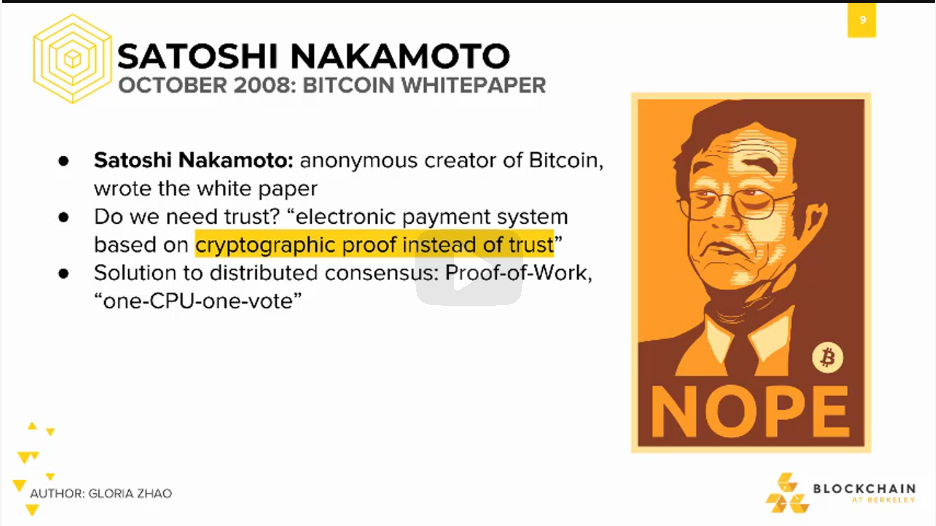 9
SATOSHI NAKAMOTO
OCTOBER 2008: BITCOIN WHITEPAPER
● Satoshi Nakamoto: anonymous creator of Bitcoin,
wrote the white paper
● Do we need trust? “electronic payment system
based on cryptographic proof instead of trust”
● Solution to distributed consensus: Proof-of-Work,
“one-CPU-one-vote”
₿
NOPE
AUTHOR: GLORIA ZHAO
BLOCKCHAIN
AT BERKELEY